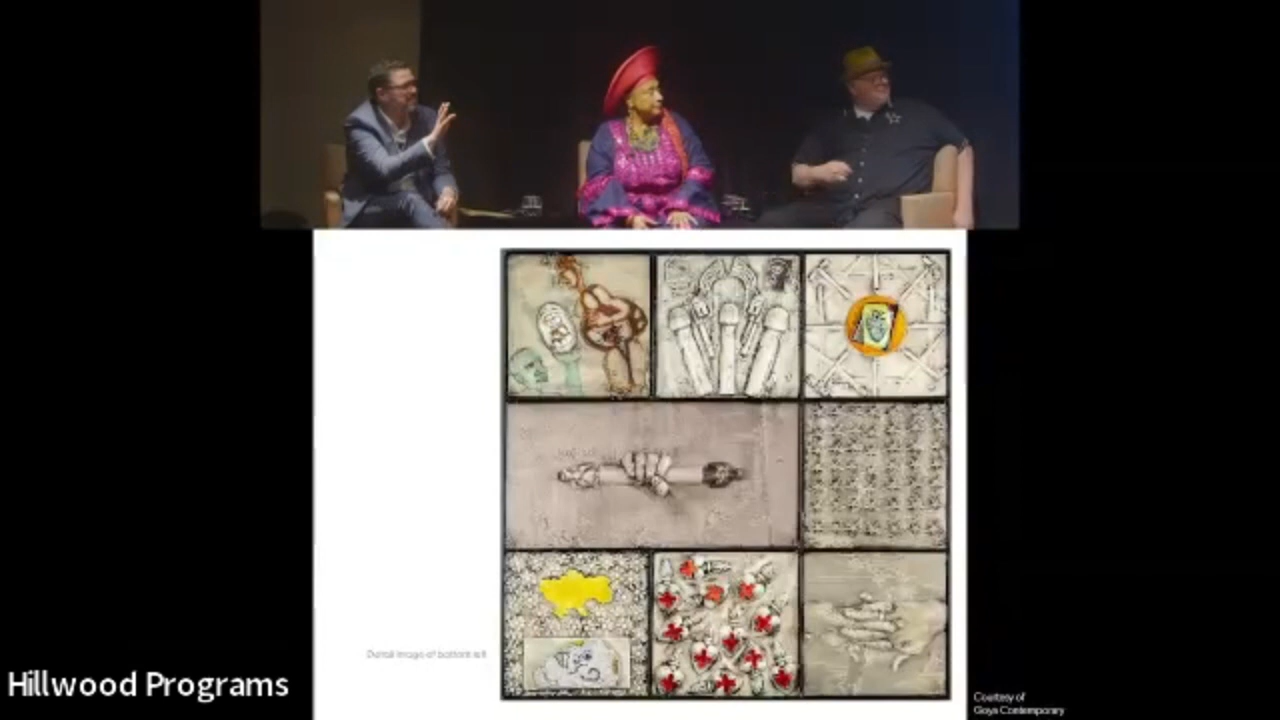 Detail image of bottom left
Hillwood Programs
Courtesy of
Goya Contemporary